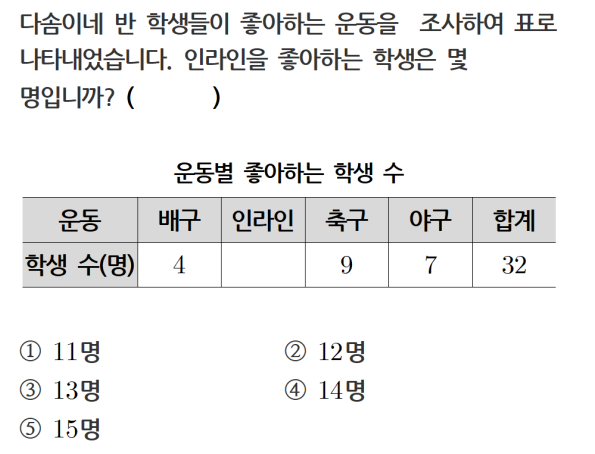 다솜이네 반 학생들이 좋아하는 운동을 조사하여 표로
나타내었습니다. 인라인을 좋아하는 학생은 몇
명입니까? (          )
운동별 좋아하는 학생 수
운동 배구 인라인 축구 야구 합계
학생 수(명) 4 9 7 32
① 11명 ② 12명
③ 13명 ④ 14명
⑤ 15명